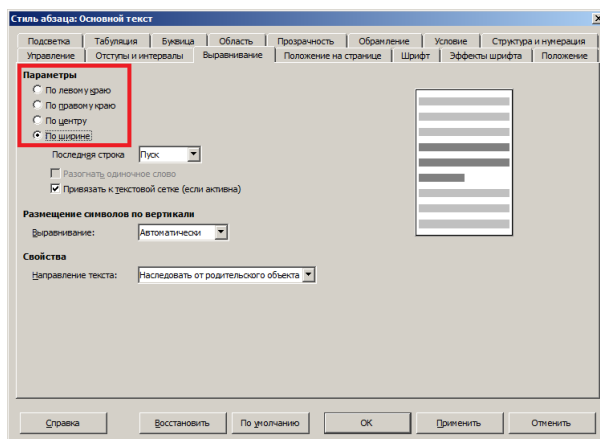 Стиль абзаца: Основной текст
Подсветка Табуляция Буквица Область Прозрачность Обрамление Условие Структура и нумерация
Управление Отступы и интервалы Выравнивание Положение на странице Шрифт Эффекты шрифта Положение
Параметры
По левому краю
По правому краю
По центру
По ширине
Последняя строка Пуск
Разогнать одиночное слово
Привязать к текстовой сетке (если активна)
Размещение символов по вертикали
Выравнивание: Автоматически
Свойства
Направление текста: Наследовать от родительского объекта
Справка Восстановить По умолчанию OK Применить Отменить